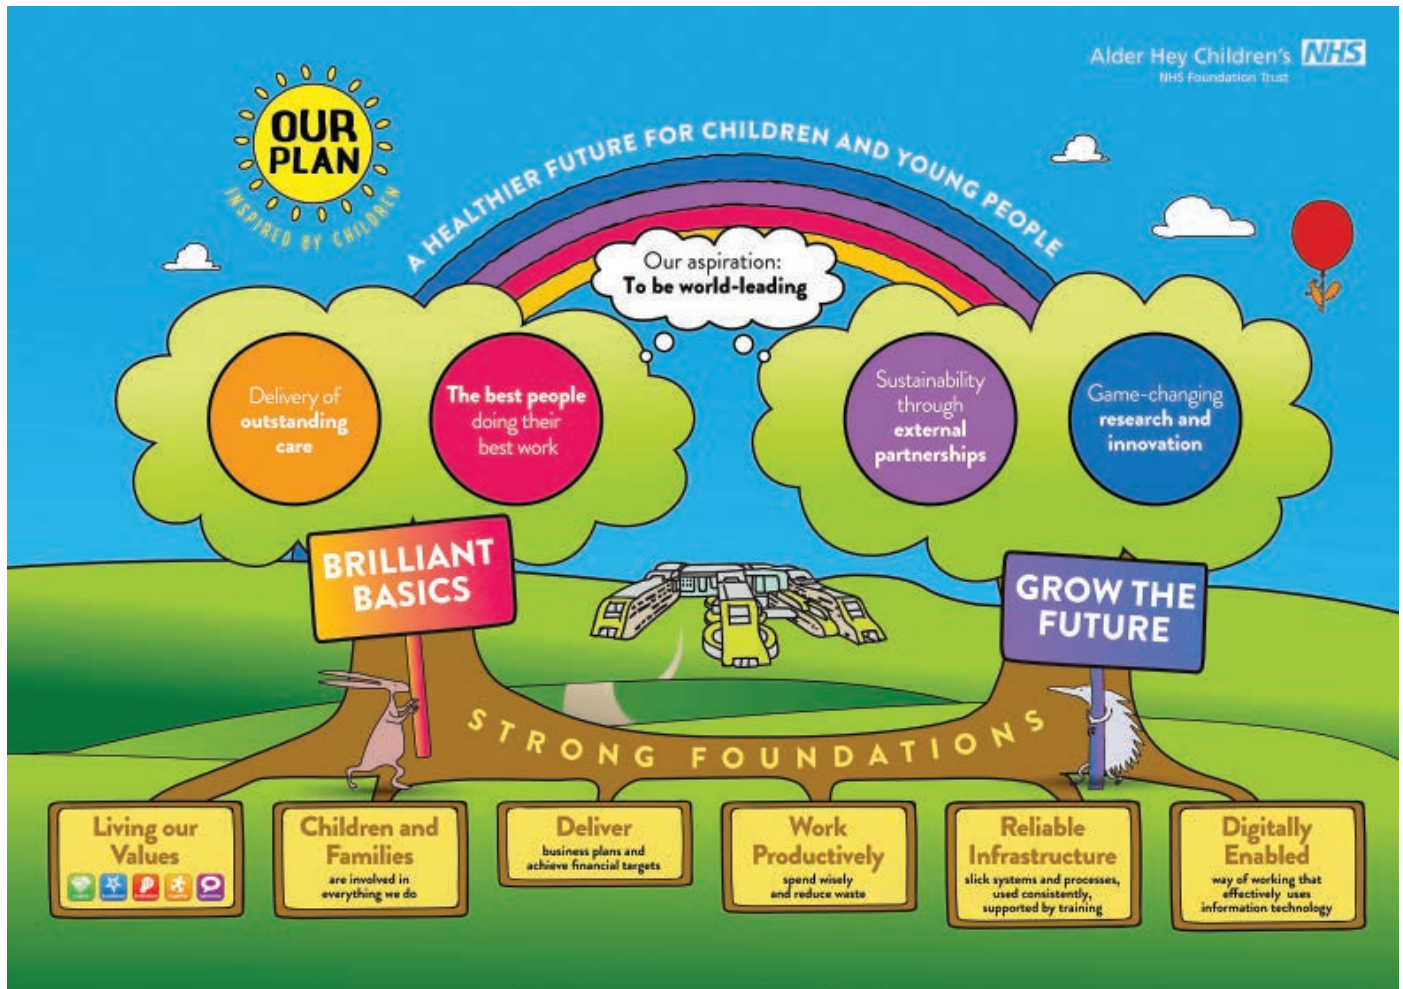 Alder Hey Children's NHS
NHS Foundation Trust
OUR
PLAN
INSPIRED BY CHILDREN
A HEALTHIER FUTURE FOR CHILDREN AND YOUNG PEOPLE
Our aspiration:
To be world-leading
Delivery of
outstanding
care
The best people
doing their
best work
Sustainability
through
external
partnerships
Game-changing
research and
innovation
BRILLIANT
BASICS
GROW THE
FUTURE
STRONG FOUNDATIONS
Living our
Values
Children and
Families
are involved in
everything we do
Deliver
business plans and
achieve financial targets
Work
Productively
spend wisely
and reduce waste
Reliable
Infrastructure
slick systems and processes,
used consistently,
supported by training
Digitally
Enabled
way of working that
effectively uses
information technology